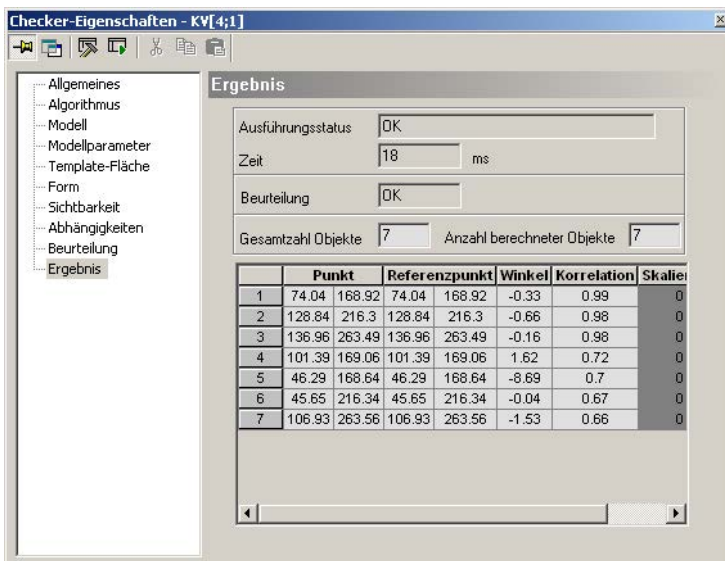 Checker-Eigenschaften - KV[4;1]
Allgemeines
Algorithmus
Modell
Modellparameter
Template-Fläche
Form
Sichtbarkeit
Abhängigkeiten
Beurteilung
Ergebnis
Ergebnis
Ausführungsstatus OK
Zeit 18 ms
Beurteilung OK
Gesamtzahl Objekte 7 Anzahl berechneter Objekte 7
Punkt Referenzpunkt Winkel Korrelation Skalier
1 74.04 168.92 74.04 168.92 -0.33 0.99 0
2 128.84 216.3 128.84 216.3 -0.66 0.98 0
3 136.96 263.49 136.96 263.49 -0.16 0.98 0
4 101.39 169.06 101.39 169.06 1.62 0.72 0
5 46.29 168.64 46.29 168.64 -8.69 0.7 0
6 45.65 216.34 45.65 216.34 -0.04 0.67 0
7 106.93 263.56 106.93 263.56 -1.53 0.66 0